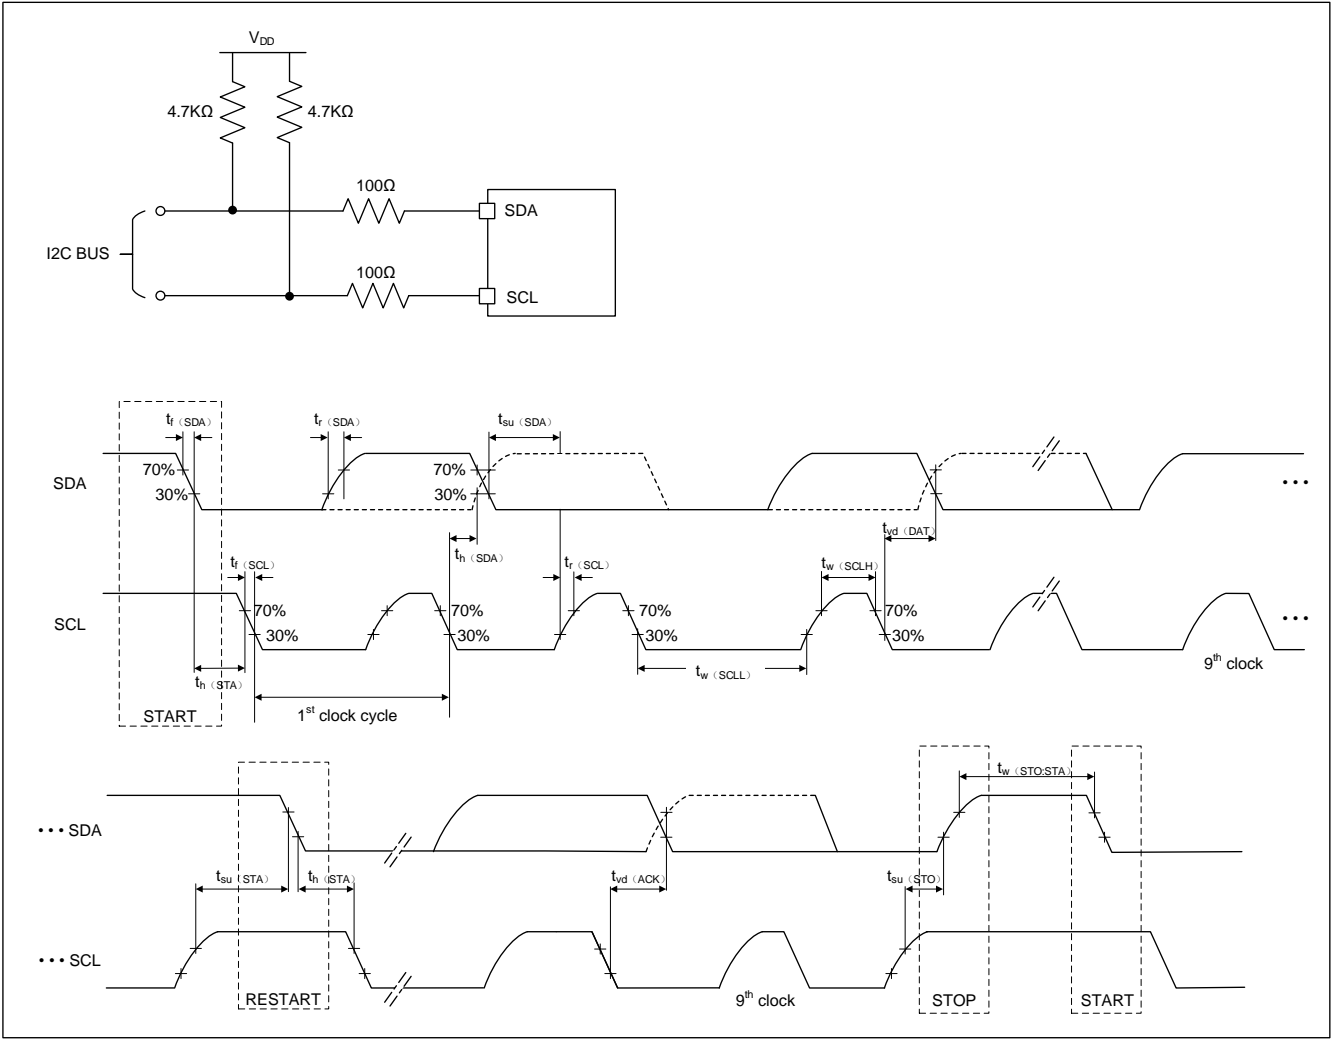 VDD
4.7KΩ 4.7KΩ
100Ω
SDA
I2C BUS
100Ω
SCL
tf（SDA） tr（SDA） tsu（SDA）
70% 70%
SDA 30% 30% •••
th（SDA） tvd（DAT）
tf（SCL） tr（SCL） tw（SCLH）
70% 70% 70% 70%
SCL 30% 30% 30% 30% •••
th（STA） tw（SCLL） 9th clock
START 1st clock cycle
tw（STO:STA）
••• SDA
tsu（STA） th（STA） tvd（ACK） tsu（STO）
••• SCL
RESTART 9th clock STOP START